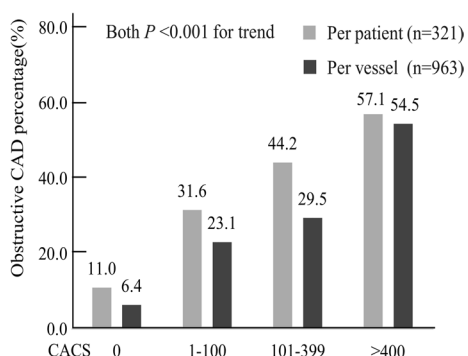 Obstructive CAD percentage(%)
80.0
60.0
40.0
20.0
0.0
Both P <0.001 for trend
Per patient (n=321)
Per vessel (n=963)
11.0
6.4
31.6
23.1
44.2
29.5
57.1
54.5
CACS 0 1-100 101-399 >400